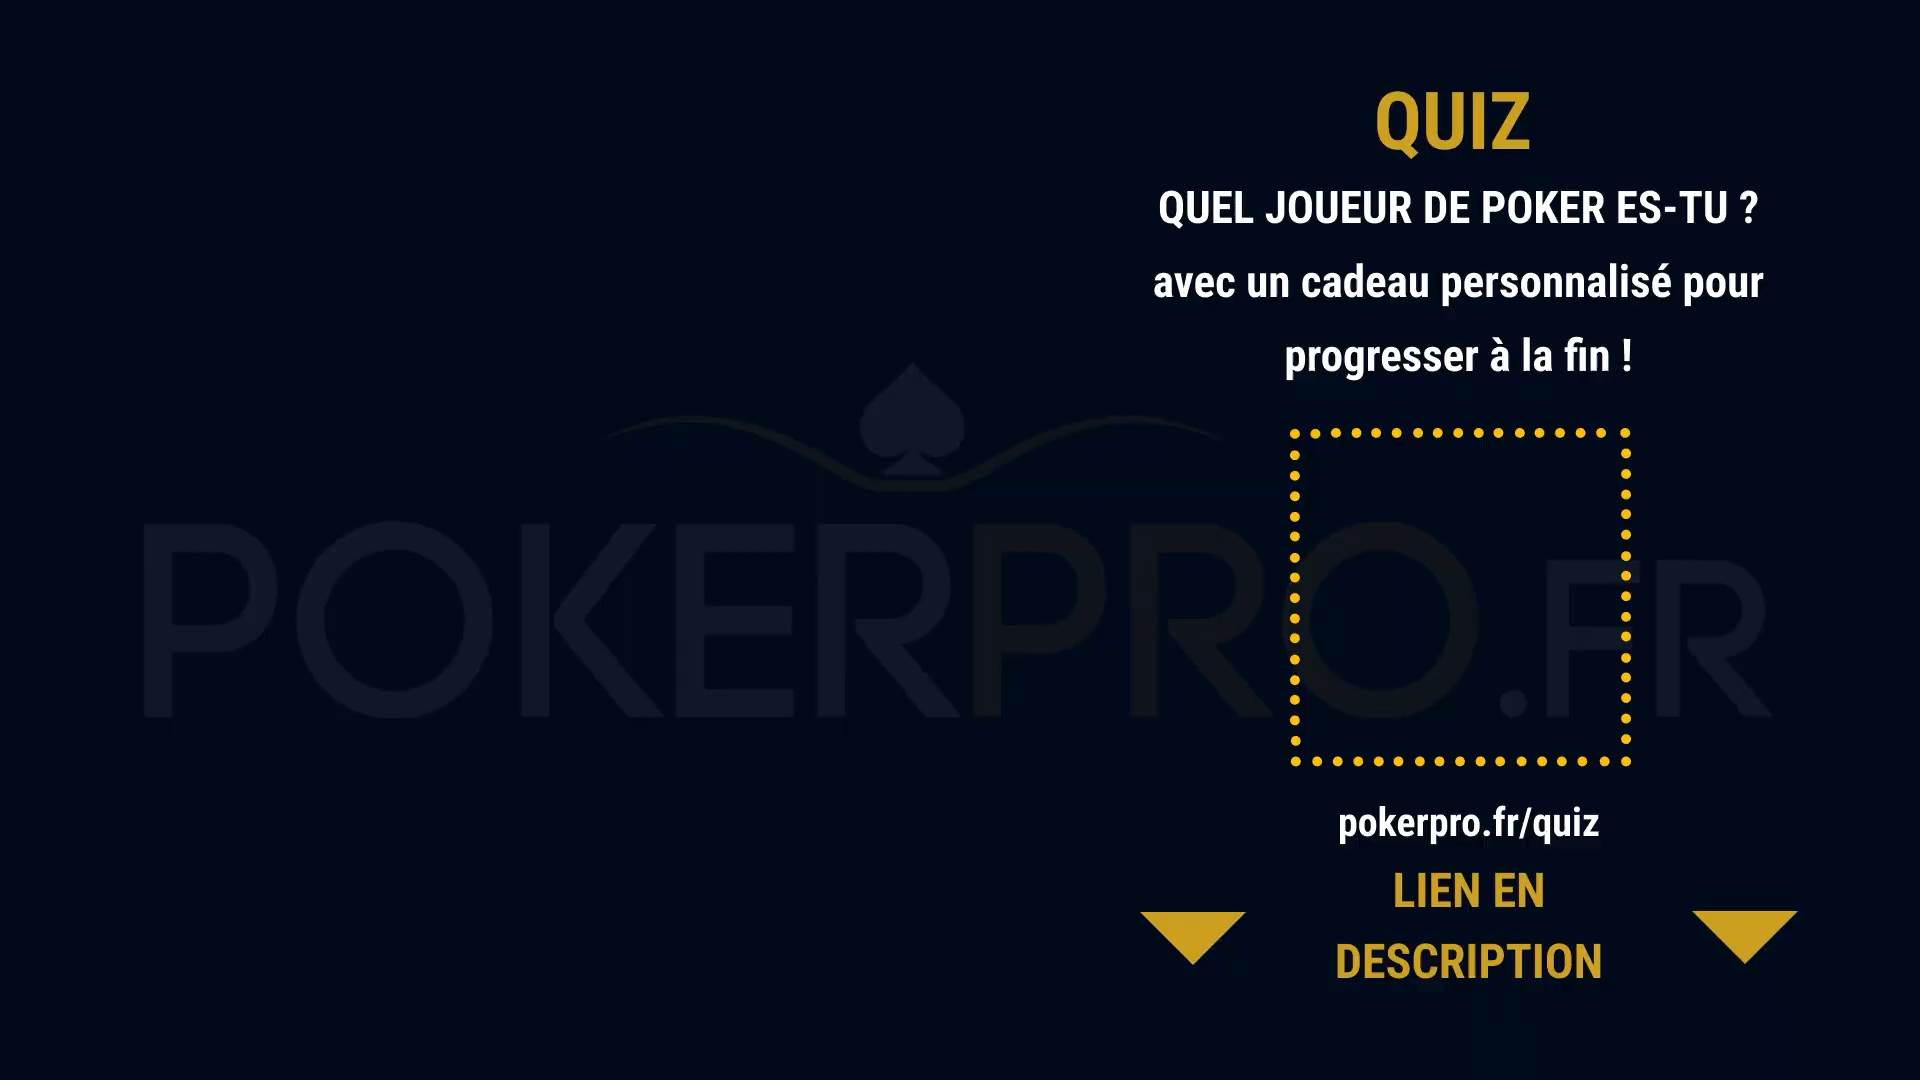 QUIZ
QUEL JOUEUR DE POKER ES-TU ?
avec un cadeau personnalisé pour
progresser à la fin !
POKERPRO.FR
pokerpro.fr/quiz
LIEN EN
DESCRIPTION